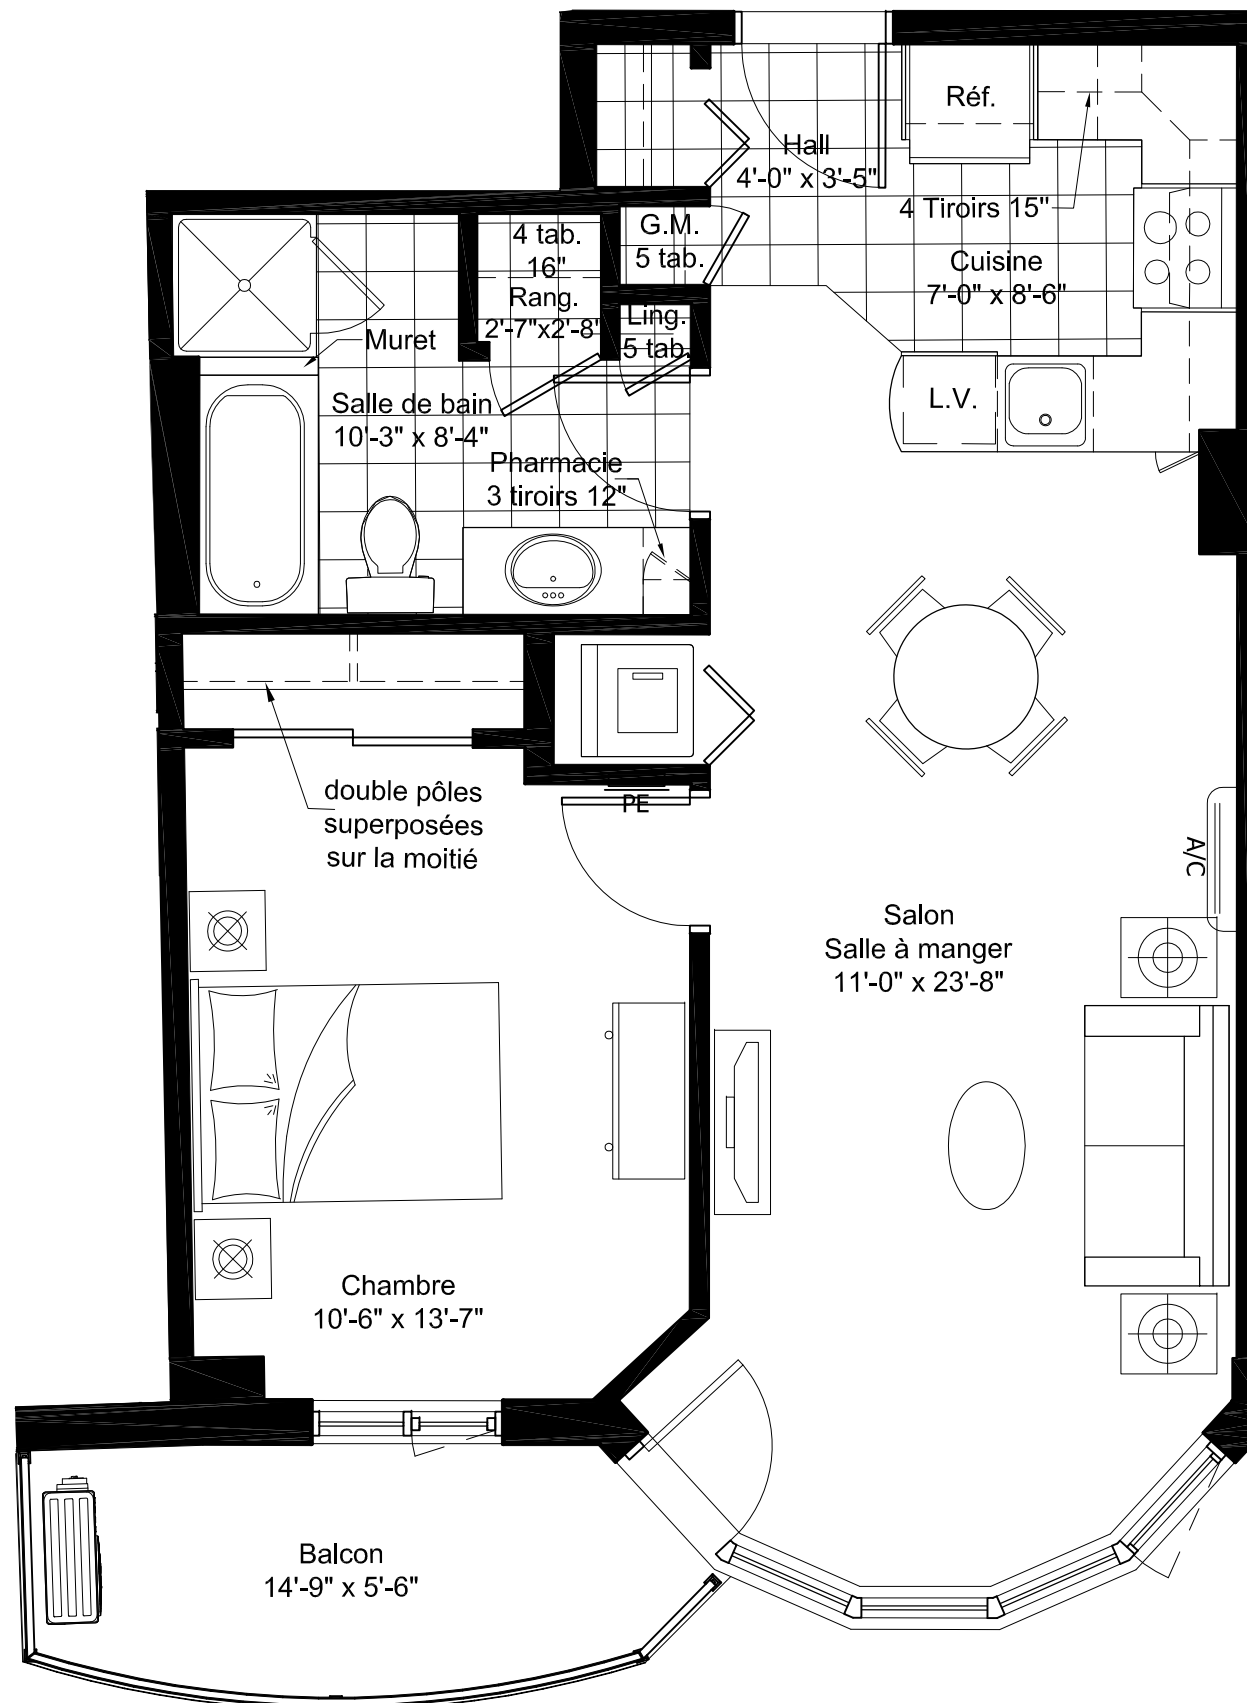 Réf.
Hall
4'-0" x 3'-5"
4 Tiroirs 15"
G.M.
5 tab.
4 tab.
16"
Rang.
2'-7"x2'-8"
Cuisine
7'-0" x 8'-6"
Ling.
5 tab.
Muret
Salle de bain
10'-3" x 8'-4"
L.V.
Pharmacie
3 tiroirs 12"
double pôles
superposées
sur la moitié
PE
A/C
Salon
Salle à manger
11'-0" x 23'-8"
Chambre
10'-6" x 13'-7"
Balcon
14'-9" x 5'-6"